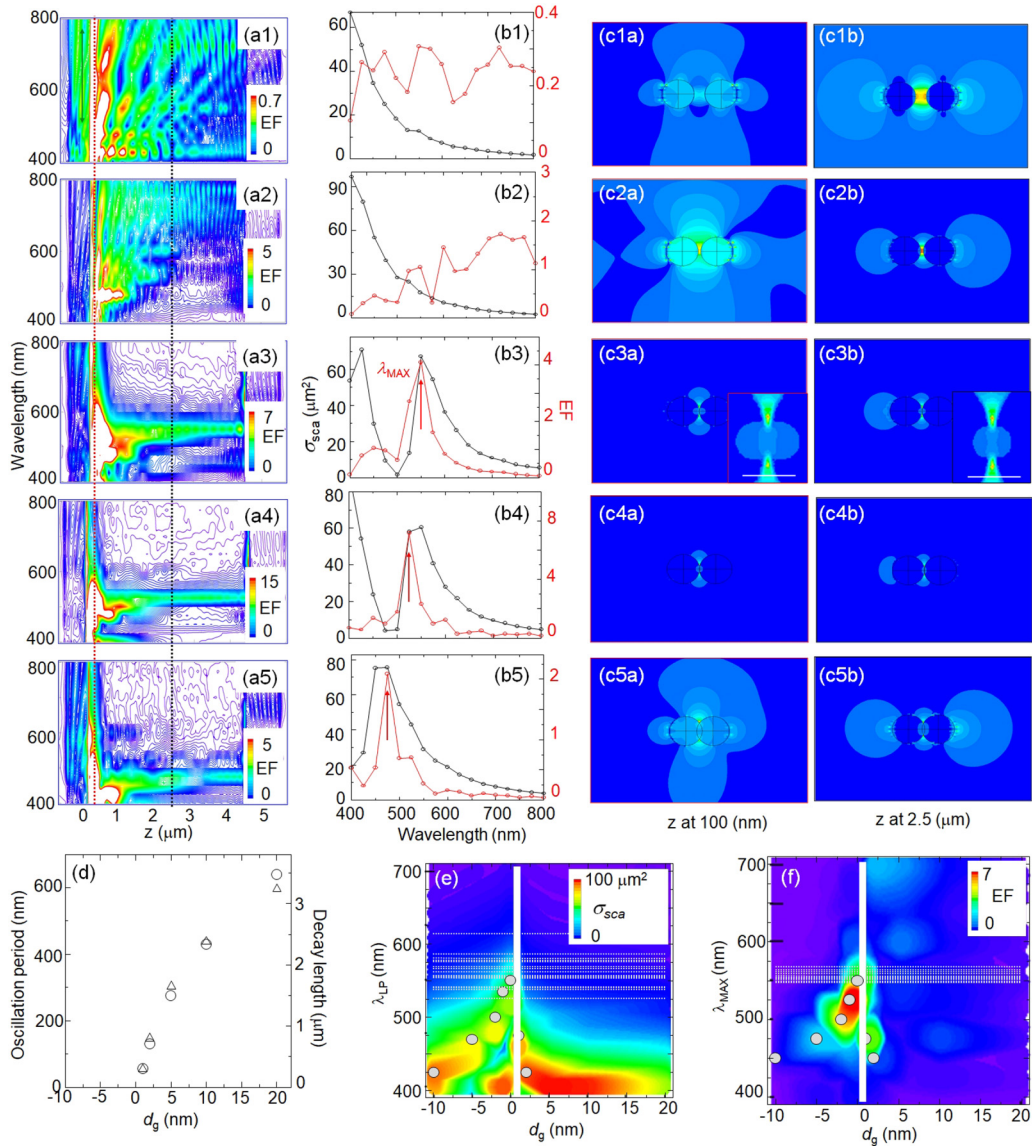 800
(a1)
0.7
EF
0
600
400
800
(a2)
5
EF
0
600
400
800
(a3)
7
EF
0
600
400
800
(a4)
15
EF
0
600
400
800
(a5)
5
EF
0
600
400
0 1 2 3 4 5
z (μm)
Wavelength (nm)
(b1)
60
40
20
0
0.4
0.2
0
(b2)
90
60
30
0
3
2
1
0
(b3)
λMAX
60
40
20
0
4
2
0
σsca (μm²)
EF
(b4)
80
60
40
20
0
8
4
0
(b5)
80
60
40
20
0
2
1
0
400 500 600 700 800
Wavelength (nm)
(c1a)
(c1b)
(c2a)
(c2b)
(c3a)
(c3b)
(c4a)
(c4b)
(c5a)
(c5b)
z at 100 (nm)
z at 2.5 (μm)
(d)
Oscillation period (nm)
600
400
200
0
Decay length (μm)
3
2
1
0
-10 -5 0 5 10 15 20
dg (nm)
(e)
100 μm²
σsca
0
λLP (nm)
700
600
500
400
-10 -5 0 5 10 15 20
dg (nm)
(f)
7
EF
0
λMAX (nm)
700
600
500
400
-10 -5 0 5 10 15 20
dg (nm)